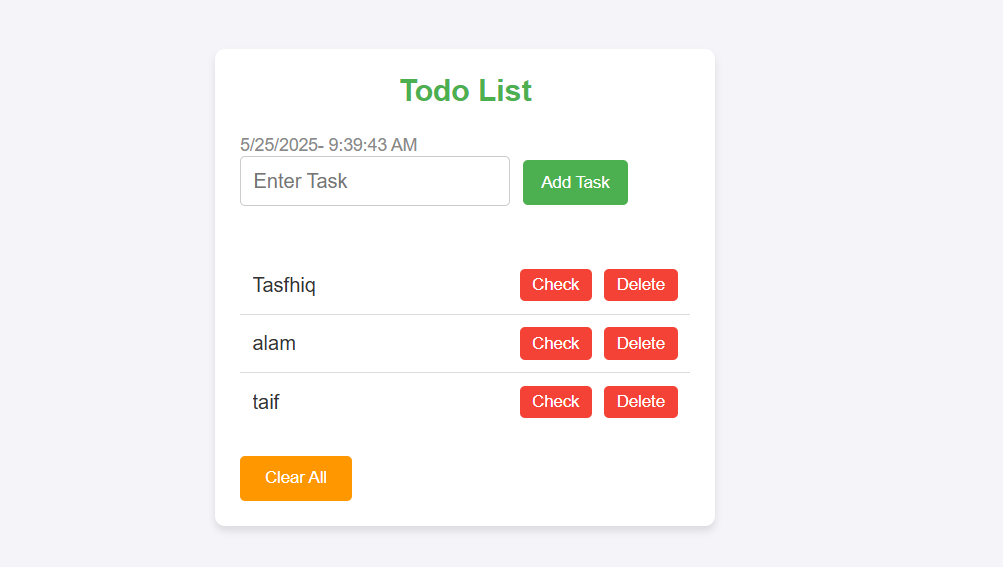 Todo List
5/25/2025- 9:39:43 AM
Enter Task Add Task
Tasfhiq Check Delete
alam Check Delete
taif Check Delete
Clear All